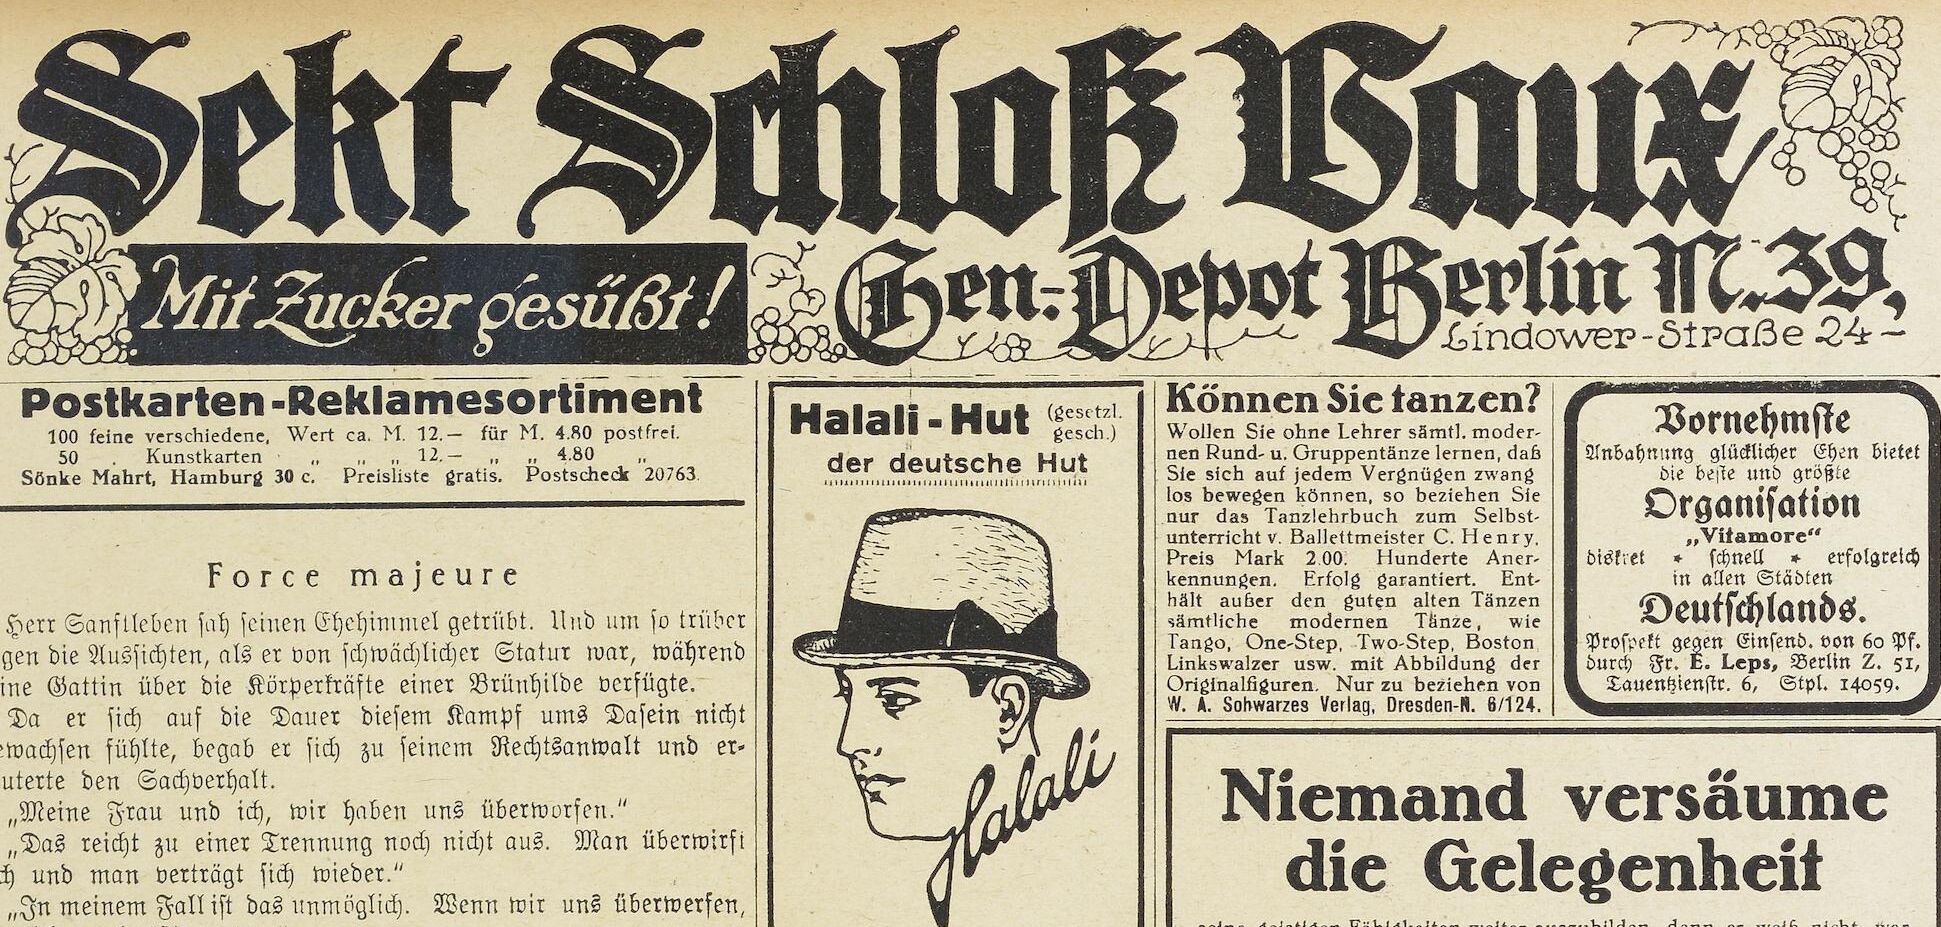 Sekt Schloß Vaux
Mit Zucker gesüßt!
Gen.-Depot Berlin N. 39,
Lindower-Straße 24-
Postkarten-Reklamesortiment
100 feine verschiedene, Wert ca. M. 12.— für M. 4.80 postfrei.
50 „ Kunstkarten „ „ „ 12.— „ „ 4.80 „
Sönke Mahrt, Hamburg 30 c. Preisliste gratis. Postscheck 20763.
Force majeure
Herr Sanftleben sah seinen Ehehimmel getrübt. Und um so trüber
gen die Aussichten, als er von schwächlicher Statur war, während
ine Gattin über die Körperkräfte einer Brünhilde verfügte.
Da er sich auf die Dauer diesem Kampf ums Dasein nicht
wachsen fühlte, begab er sich zu seinem Rechtsanwalt und er-
uterte den Sachverhalt.
„Meine Frau und ich, wir haben uns überworfen.“
„Das reicht zu einer Trennung noch nicht aus. Man überwirft
ch und man verträgt sich wieder.“
„In meinem Fall ist das unmöglich. Wenn wir uns überwerfen,
Halali-Hut (gesetzl. gesch.)
der deutsche Hut
Halali
Können Sie tanzen?
Wollen Sie ohne Lehrer sämtl. moder-
nen Rund- u. Gruppentänze lernen, daß
Sie sich auf jedem Vergnügen zwang
los bewegen können, so beziehen Sie
nur das Tanzlehrbuch zum Selbst-
unterricht v. Ballettmeister C. Henry.
Preis Mark 2.00. Hunderte Aner-
kennungen. Erfolg garantiert. Ent-
hält außer den guten alten Tänzen
sämtliche modernen Tänze, wie
Tango, One-Step, Two-Step, Boston
Linkswalzer usw. mit Abbildung der
Originalfiguren. Nur zu beziehen von
W. A. Schwarzes Verlag, Dresden-N. 6/124.
Vornehmste
Anbahnung glücklicher Ehen bietet
die beste und größte
Organisation
„Vitamore“
diskret * schnell * erfolgreich
in allen Städten
Deutschlands.
Prospekt gegen Einsend. von 60 Pf.
durch Fr. E. Leps, Berlin Z. 51,
Tauentzienstr. 6, Stpl. 14059.
Niemand versäume
die Gelegenheit
seine geistigen Fähigkeiten weiter auszubilden, denn er weiß nicht, wer